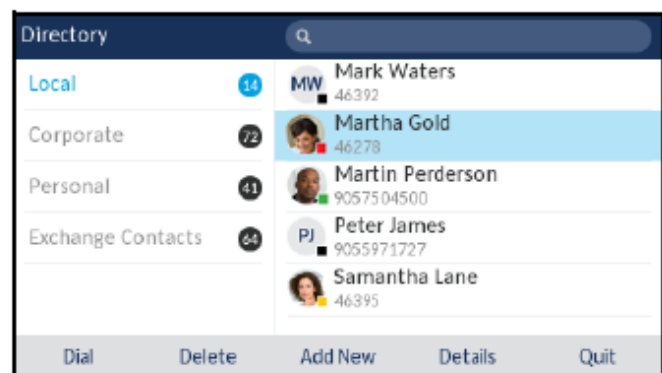 Directory
Local 14
Corporate 72
Personal 41
Exchange Contacts 64
MW Mark Waters
46392
Martha Gold
46278
Martin Perderson
9057504500
PJ Peter James
9055971727
Samantha Lane
46395
Dial Delete Add New Details Quit